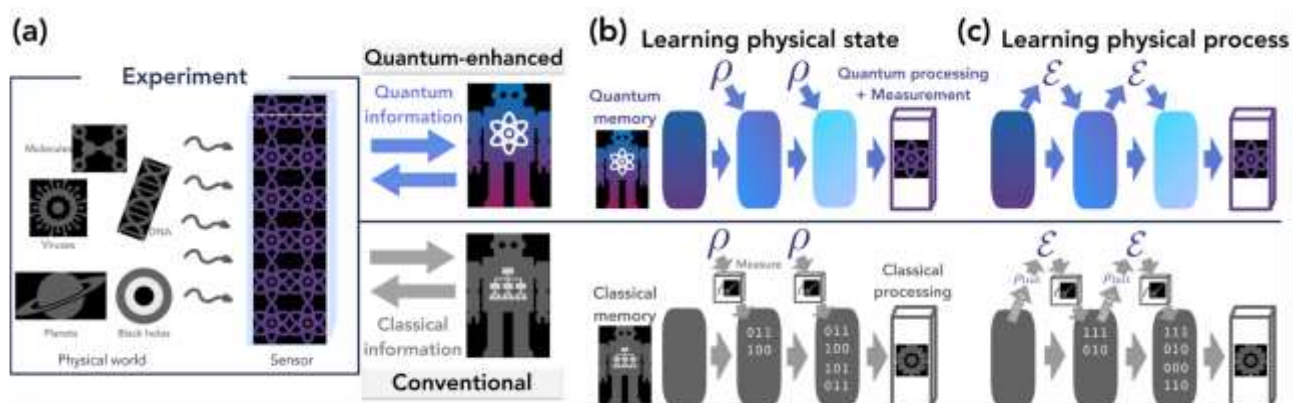 (a)
Experiment
Molecules
Viruses
DNA
Planets
Black holes
Physical world
Sensor
Quantum-enhanced
Quantum
information
Classical
information
Conventional
(b)
Learning physical state
Quantum
memory
ρ
ρ
Quantum processing
+ Measurement
Classical
memory
ρ
Measure
ρ
011
100
011
100
101
011
Classical
processing
(c)
Learning physical process
ℰ
ℰ
ℰ
ℰ
111
010
111
010
000
110